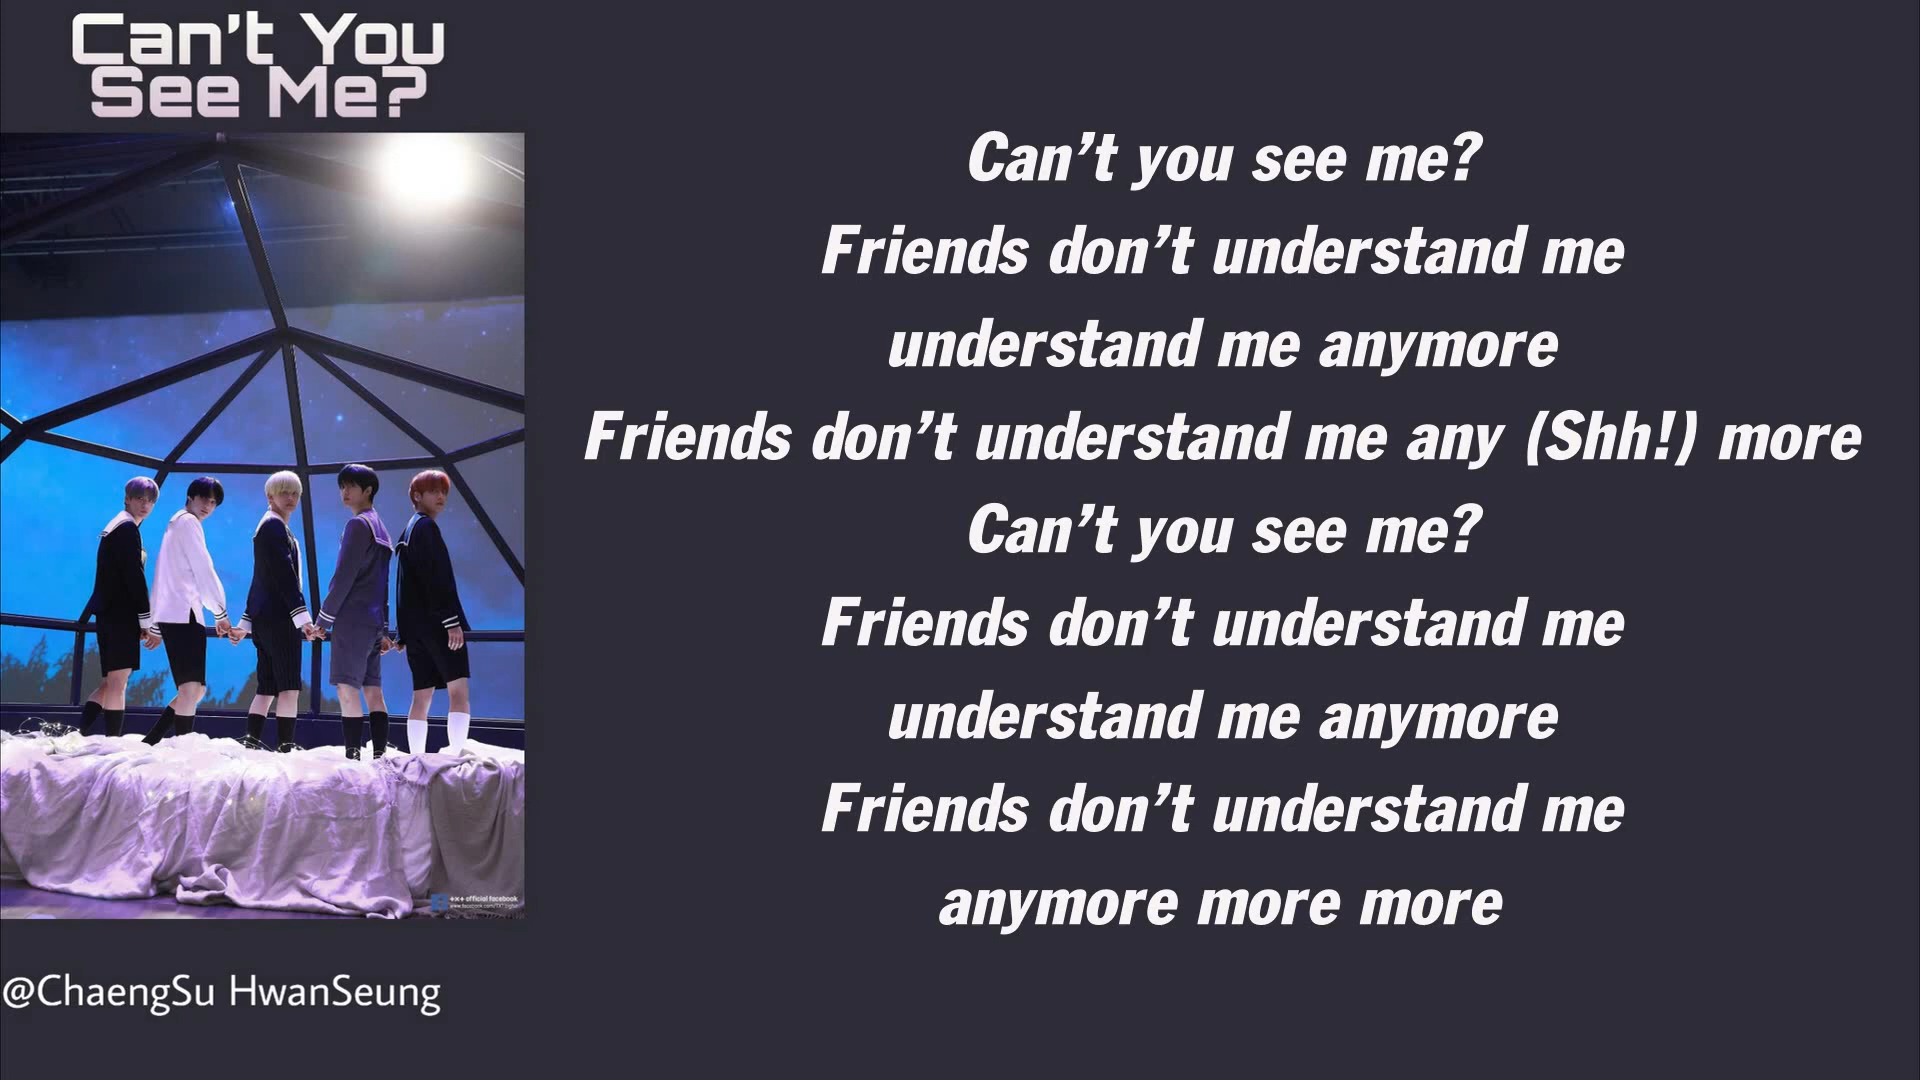 Can't You
See Me?
Can't you see me?
Friends don't understand me
understand me anymore
Friends don't understand me any (Shh!) more
Can't you see me?
Friends don't understand me
understand me anymore
Friends don't understand me
anymore more more
official facebook
@ChaengSu HwanSeung